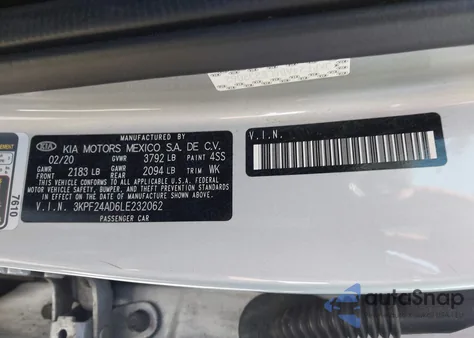 KIA KIA MOTORS MEXICO S.A. DE C.V.
02/20 GVWR 3792 LB PAINT 4SS
GAWR FRONT 2183 LB GAWR REAR 2094 LB TRIM WK
THIS VEHICLE CONFORMS TO ALL APPLICABLE U.S.A. FEDERAL
MOTOR VEHICLE SAFETY, BUMPER, AND THEFT PREVENTION
STANDARDS IN EFFECT ON THE DATE OF MANUFACTURE
SHOWN ABOVE.
V.I.N. 3KPF24AD6LE232062
PASSENGER CAR
V.I.N.
7610
autoSnap